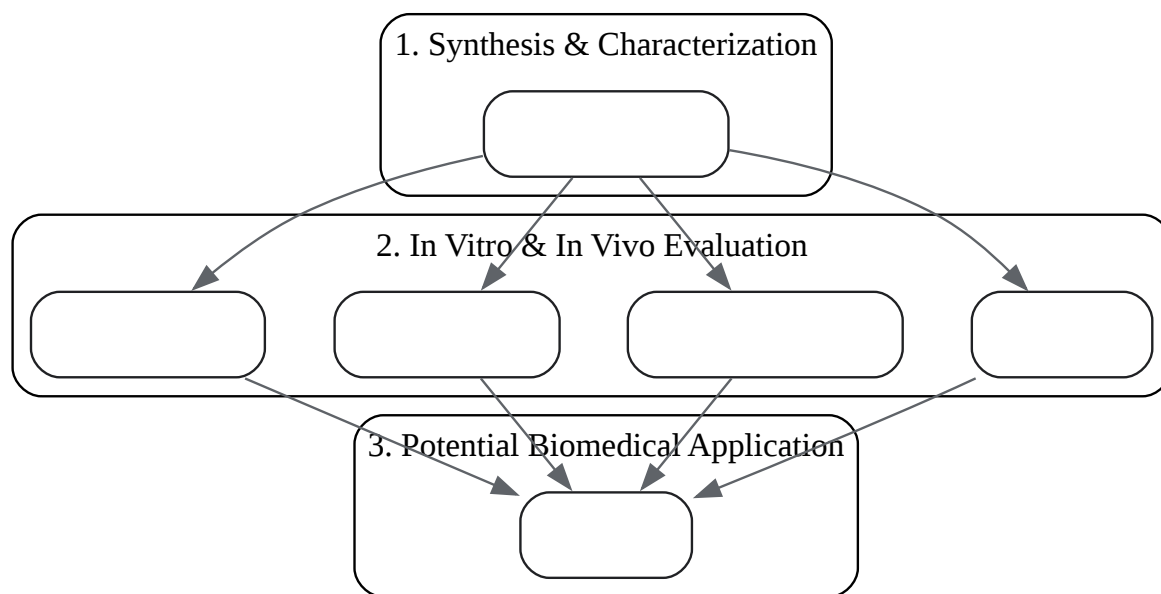 1. Synthesis & Characterization
2. In Vitro & In Vivo Evaluation
3. Potential Biomedical Application